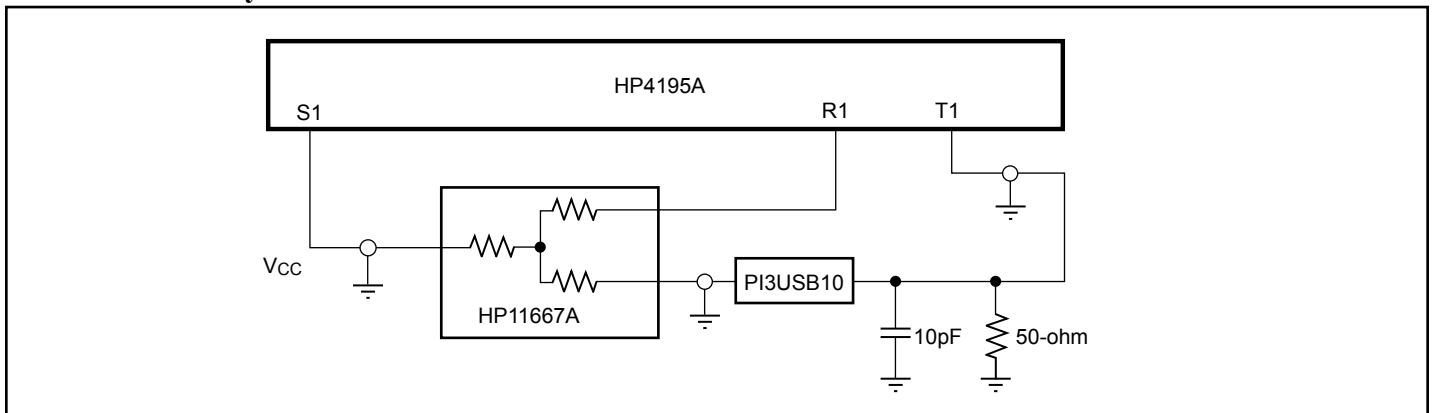 HP4195A
S1
R1
T1
VCC
HP11667A
PI3USB10
10pF
50-ohm